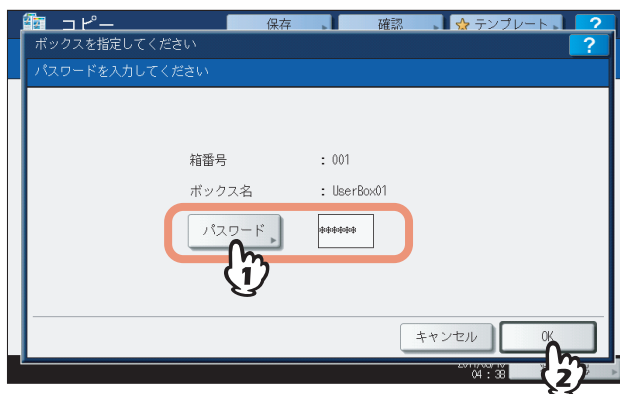 コピー 保存 確認 テンプレート ?
ボックスを指定してください ?
パスワードを入力してください
箱番号 : 001
ボックス名 : UserBox01
パスワード ******
1
キャンセル OK
04 : 38
2